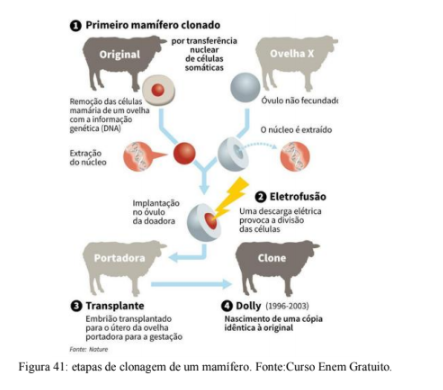 1 Primeiro mamífero clonado
por transferência
nuclear
de células
somáticas
Original
Ovelha X
Remoção das células
mamária de um ovelha
com a informação
genética (DNA)
Óvulo não fecundado
O núcleo é extraído
Extração
do núcleo
Implantação
no óvulo
da doadora
2 Eletrofusão
Uma descarga elétrica
provoca a divisão
das células
Portadora
Clone
3 Transplante
Embrião transplantado
para o útero da ovelha
portadora para a gestação
4 Dolly (1996-2003)
Nascimento de uma cópia
idêntica à original
Fonte: Nature
Figura 41: etapas de clonagem de um mamífero. Fonte:Curso Enem Gratuito.